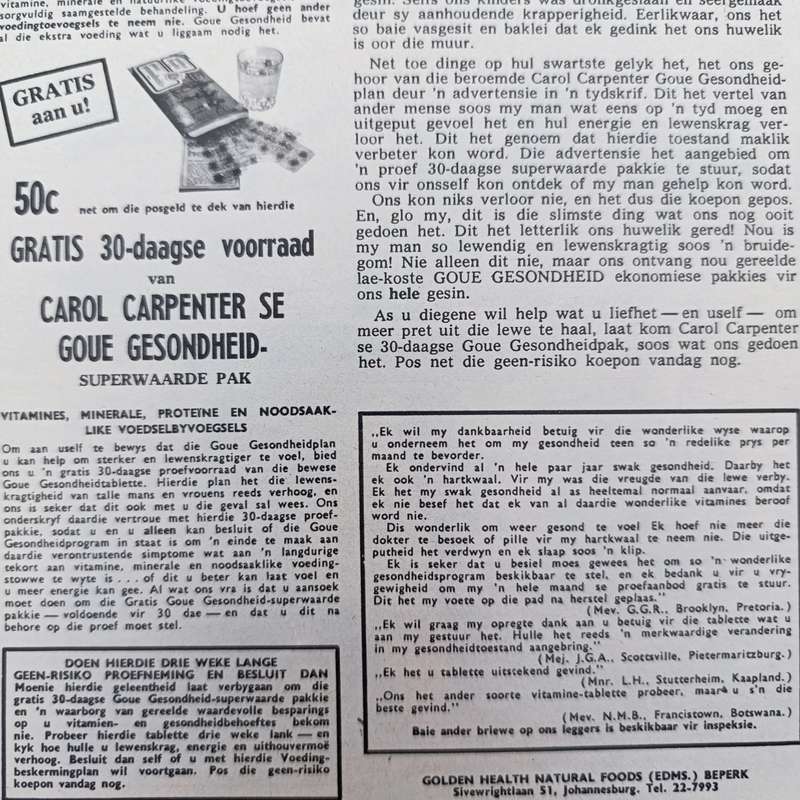 vitamine, minerale en natuurlike
sorgvuldig saamgestelde behandeling. U hoef geen ander
voedingtoevoegsels te neem nie. Goue Gesondheid bevat
al die ekstra voeding wat u liggaam nodig het.
GRATIS
aan u!
50c
net om die posgeld te dek van hierdie
GRATIS 30-daagse voorraad
van
CAROL CARPENTER SE
GOUE GESONDHEID-
SUPERWAARDE PAK
VITAMINES, MINERALE, PROTEÏNE EN NOODSAAK-
LIKE VOEDSELBYVOEGSELS
Om aan uself te bewys dat die Goue Gesondheidplan
u kan help om sterker en lewenskragtiger te voel, bied
ons u 'n gratis 30-daagse proefvoorraad van die bewese
Goue Gesondheidtablette. Hierdie plan het die lewens-
kragtigheid van talle mans en vrouens reeds verhoog, en
ons is seker dat dit ook met u die geval sal wees. Ons
onderskryf daardie vertroue met hierdie 30-daagse proef-
pakkie, sodat u en u alleen kan besluit of die Goue
Gesondheidprogram in staat is om 'n einde te maak aan
daardie verontrustende simptome wat aan 'n langdurige
tekort aan vitamine, minerale en noodsaaklike voeding-
stowwe te wyte is . . . of dit u beter kan laat voel en
u meer energie kan gee. Al wat ons vra is dat u aansoek
moet doen om die Gratis Goue Gesondheid-superwaarde
pakkie — voldoende vir 30 dae — en dat u dit na
behore op die proef moet stel.
DOEN HIERDIE DRIE WEKE LANGE
GEEN-RISIKO PROEFNEMING EN BESLUIT DAN
Moenie hierdie geleentheid laat verbygaan om die
gratis 30-daagse Goue Gesondheid-superwaarde pakkie
en 'n waarborg van gereelde waardevolle besparings
op u vitamien- en gesondheidbehoeftes bekom
nie. Probeer hierdie tablette drie weke lank — en
kyk hoe hulle u lewenskrag, energie en uithouvermoë
verhoog. Besluit dan self of u met hierdie Voeding-
beskermingplan wil voortgaan. Pos die geen-risiko
koepon vandag nog.
gesin. Selfs ons kinders was
deur sy aanhoudende krapperigheid. Eerlikwaar, ons het
so baie vasgesit en baklei dat ek gedink het ons huwelik
is oor die muur.
Net toe dinge op hul swartste gelyk het, het ons ge-
hoor van die beroemde Carol Carpenter Goue Gesondheid-
plan deur 'n advertensie in 'n tydskrif. Dit het vertel van
ander mense soos my man wat eens op 'n tyd moeg en
uitgeput gevoel het en hul energie en lewenskrag ver-
loor het. Dit het genoem dat hierdie toestand maklik
verbeter kon word. Die advertensie het aangebied om
'n proef 30-daagse superwaarde pakkie te stuur, sodat
ons vir onsself kon ontdek of my man gehelp kon word.
Ons kon niks verloor nie, en het dus die koepon gepos.
En, glo my, dit is die slimste ding wat ons nog ooit
gedoen het. Dit het letterlik ons huwelik gered! Nou is
my man so lewendig en lewenskragtig soos 'n bruide-
gom! Nie alleen dit nie, maar ons ontvang nou gereelde
lae-koste GOUE GESONDHEID ekonomiese pakkies vir
ons hele gesin.
As u diegene wil help wat u liefhet — en uself — om
meer pret uit die lewe te haal, laat kom Carol Carpenter
se 30-daagse Goue Gesondheidpak, soos wat ons gedoen
het. Pos net die geen-risiko koepon vandag nog.
„Ek wil my dankbaarheid betuig vir die wonderlike wyse waarop
u onderneem het om my gesondheid teen so 'n redelike prys per
maand te bevorder.
Ek ondervind al 'n hele paar jaar swak gesondheid. Daarby het
ek ook 'n hartkwaal. Vir my was die vreugde van die lewe verby.
Ek het my swak gesondheid al as heeltemal normaal aanvaar, omdat
ek nie besef het dat ek van al daardie wonderlike vitamines beroof
word nie.
Dis wonderlik om weer gesond te voel Ek hoef nie meer die
dokter te besoek of pille vir my hartkwaal te neem nie. Die uitge-
putheid het verdwyn en ek slaap soos 'n klip.
Ek is seker dat u besiel moes gewees het om so 'n wonderlike
gesondheidsprogram beskikbaar te stel, en ek bedank u vir u vry-
gewigheid om my 'n hele maand se proefaanbod gratis te stuur.
Dit het my voete op die pad na herstel geplaas."
(Mev. G.G.R., Brooklyn, Pretoria.)
„Ek wil graag my opregte dank aan u betuig vir die tablette wat u
aan my gestuur het. Hulle het reeds 'n merkwaardige verandering
in my gesondheidtoestand aangebring."
(Mej. J.G.A., Scottsville, Pietermaritzburg.)
„Ek het u tablette uitstekend gevind."
(Mnr. L.H., Stutterheim, Kaapland.)
„Ons het ander soorte vitamine-tablette probeer, maar u s'n die
beste gevind."
(Mev. N.M.B., Francistown, Botswana.)
Baie ander briewe op ons leggers is beskikbaar vir inspeksie.
GOLDEN HEALTH NATURAL FOODS (EDMS.) BEPERK
Sivewrightlaan 51, Johannesburg. Tel. 22-7993